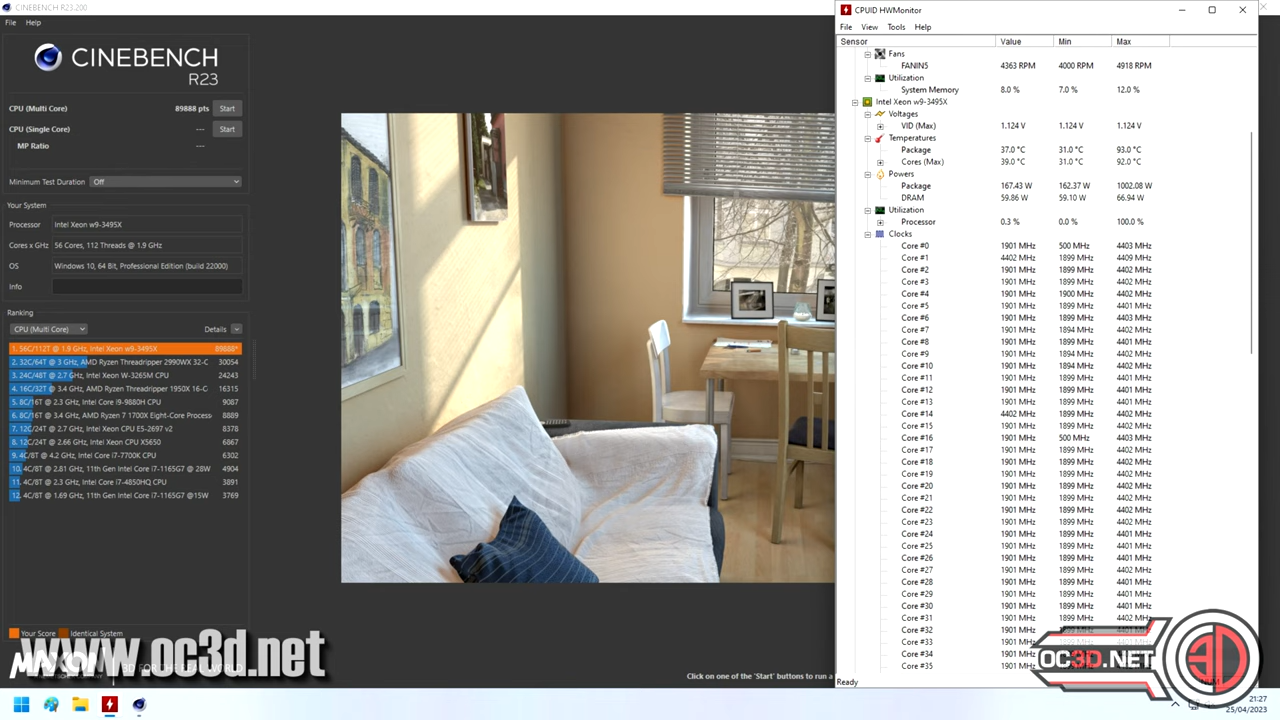 CINEBENCH R23.200
File Help
CINEBENCH
R23
CPU (Multi Core) 89888 pts Start
CPU (Single Core) --- Start
MP Ratio ---
Minimum Test Duration Off
Your System
Processor Intel Xeon w9-3495X
Cores x GHz 56 Cores, 112 Threads @ 1.9 GHz
OS Windows 10, 64 Bit, Professional Edition (build 22000)
Info
Ranking
CPU (Multi Core) Details
1. 56C/112T @ 1.9 GHz, Intel Xeon w9-3495X 89888*
2. 32C/64T @ 3 GHz, AMD Ryzen Threadripper 2990WX 32-C 30054
3. 24C/48T @ 2.7 GHz, Intel Xeon W-3265M CPU 24243
4. 16C/32T @ 3.4 GHz, AMD Ryzen Threadripper 1950X 16-C 16315
5. 8C/16T @ 2.3 GHz, Intel Core i9-9880H CPU 9087
6. 8C/16T @ 3.4 GHz, AMD Ryzen 7 1700X Eight-Core Proces: 8889
7. 12C/24T @ 2.7 GHz, Intel Xeon CPU E5-2697 v2 8378
8. 12C/24T @ 2.66 GHz, Intel Xeon CPU X5650 6867
9. 4C/8T @ 4.2 GHz, Intel Core i7-7700K CPU 6302
10. 4C/8T @ 2.81 GHz, 11th Gen Intel Core i7-1165G7 @ 28W 4904
11. 4C/8T @ 2.3 GHz, Intel Core i7-4850HQ CPU 3891
12. 4C/8T @ 1.69 GHz, 11th Gen Intel Core i7-1165G7 @15W 3769
Your Score Identical System
www.oc3d.net
Click on one of the 'Start' buttons to run a
CPUID HWMonitor
File View Tools Help
Sensor Value Min Max
Fans
FANIN5 4363 RPM 4000 RPM 4918 RPM
Utilization
System Memory 8.0 % 7.0 % 12.0 %
Intel Xeon w9-3495X
Voltages
VID (Max) 1.124 V 1.124 V 1.124 V
Temperatures
Package 37.0 °C 31.0 °C 93.0 °C
Cores (Max) 39.0 °C 31.0 °C 92.0 °C
Powers
Package 167.43 W 162.37 W 1002.08 W
DRAM 59.86 W 59.10 W 66.94 W
Utilization
Processor 0.3 % 0.0 % 100.0 %
Clocks
Core #0 1901 MHz 500 MHz 4403 MHz
Core #1 4402 MHz 1899 MHz 4409 MHz
Core #2 1901 MHz 1899 MHz 4402 MHz
Core #3 1901 MHz 1899 MHz 4402 MHz
Core #4 1901 MHz 1900 MHz 4402 MHz
Core #5 1901 MHz 1899 MHz 4401 MHz
Core #6 1901 MHz 1899 MHz 4402 MHz
Core #7 1901 MHz 1894 MHz 4402 MHz
Core #8 1901 MHz 1899 MHz 4401 MHz
Core #9 1901 MHz 1894 MHz 4402 MHz
Core #10 1901 MHz 1894 MHz 4402 MHz
Core #11 1901 MHz 1899 MHz 4401 MHz
Core #12 1901 MHz 1899 MHz 4401 MHz
Core #13 1901 MHz 1899 MHz 4402 MHz
Core #14 4402 MHz 1899 MHz 4402 MHz
Core #15 1901 MHz 1899 MHz 4402 MHz
Core #16 1901 MHz 500 MHz 4403 MHz
Core #17 1901 MHz 1899 MHz 4401 MHz
Core #18 1901 MHz 1899 MHz 4402 MHz
Core #19 1901 MHz 1899 MHz 4402 MHz
Core #20 1901 MHz 1899 MHz 4402 MHz
Core #21 1901 MHz 1899 MHz 4402 MHz
Core #22 1901 MHz 1899 MHz 4402 MHz
Core #23 1901 MHz 1899 MHz 4402 MHz
Core #24 1901 MHz 1899 MHz 4401 MHz
Core #25 1901 MHz 1899 MHz 4401 MHz
Core #26 1901 MHz 1899 MHz 4401 MHz
Core #27 1901 MHz 1899 MHz 4402 MHz
Core #28 1901 MHz 1899 MHz 4401 MHz
Core #29 1901 MHz 1899 MHz 4401 MHz
Core #30 1901 MHz 1899 MHz 4401 MHz
Core #31 1901 MHz 1899 MHz 4402 MHz
Core #32 1901 MHz 1899 MHz 4401 MHz
Core #33 1901 MHz
Core #34 1901 MHz
Core #35 1901 MHz
Ready
OC3D.NET
21:27
25/04/2023